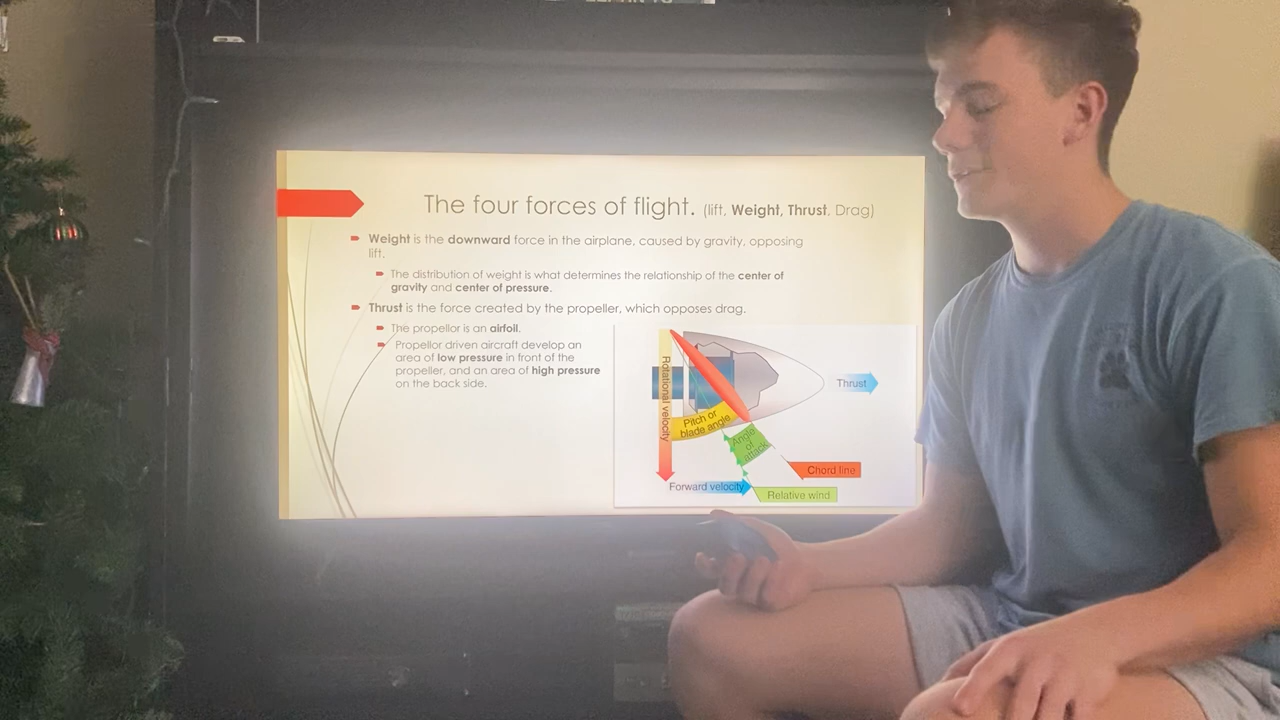 The four forces of flight. (lift, Weight, Thrust, Drag)
Weight is the downward force in the airplane, caused by gravity, opposing
lift.
The distribution of weight is what determines the relationship of the center of
gravity and center of pressure.
Thrust is the force created by the propeller, which opposes drag.
The propellor is an airfoil.
Propellor driven aircraft develop an
area of low pressure in front of the
propeller, and an area of high pressure
on the back side.
Rotational velocity
Thrust
Pitch or
blade angle
Angle
of
attack
Chord line
Forward velocity
Relative wind